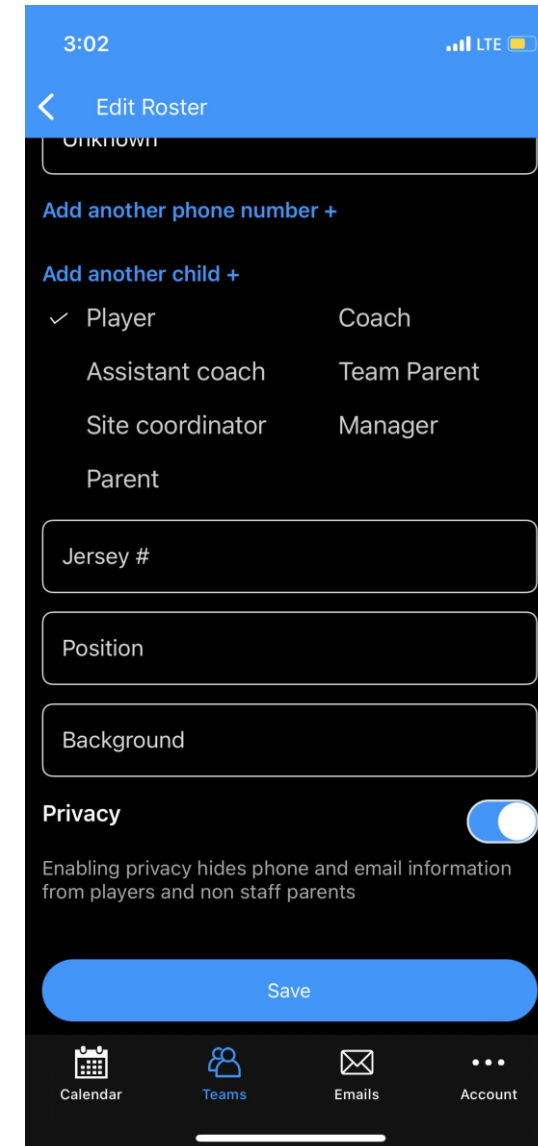 3:02 LTE
Edit Roster
Unknown
Add another phone number +
Add another child +
Player Coach
Assistant coach Team Parent
Site coordinator Manager
Parent
Jersey #
Position
Background
Privacy
Enabling privacy hides phone and email information
from players and non staff parents
Save
Calendar Teams Emails Account